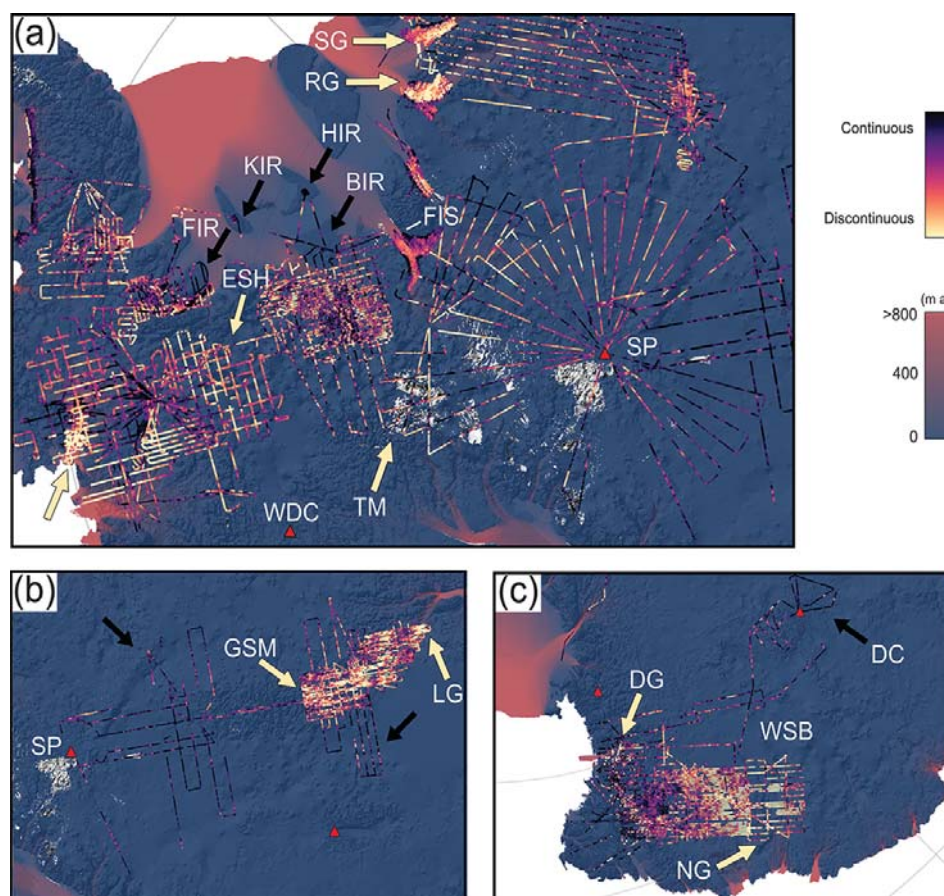 (a)
SG
RG
HIR
KIR
BIR
FIR
FIS
ESH
SP
TM
WDC
Continuous
Discontinuous
(m a
>800
400
0
(b)
GSM
LG
SP
(c)
DC
DG
WSB
NG